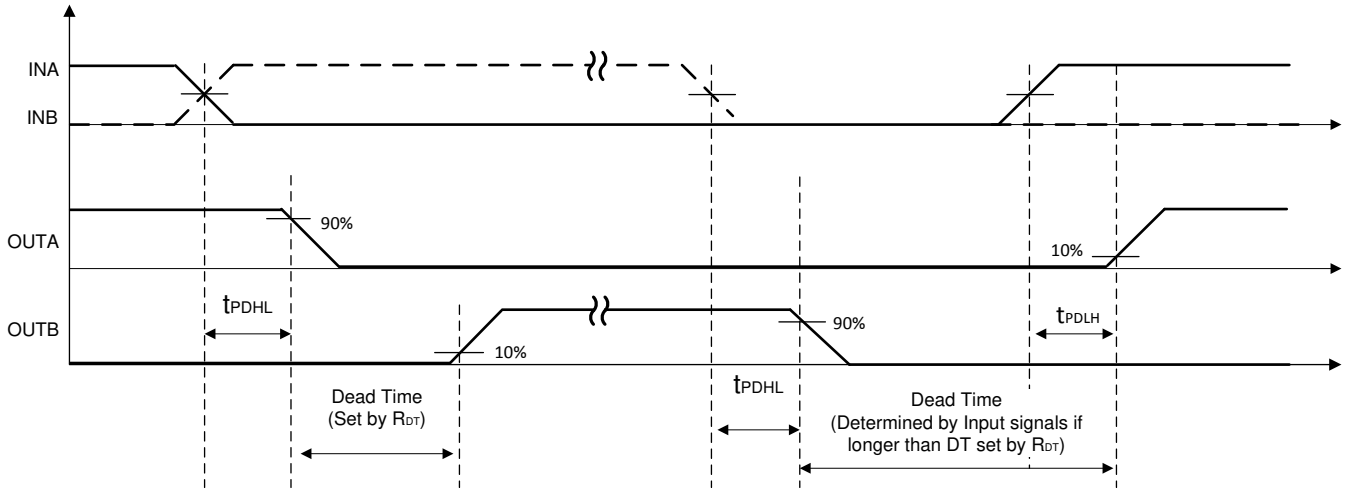 INA
INB
OUTA
90%
10%
OUTB
tPDHL
10%
90%
tPDLH
tPDHL
Dead Time
(Set by RDT)
Dead Time
(Determined by Input signals if
longer than DT set by RDT)